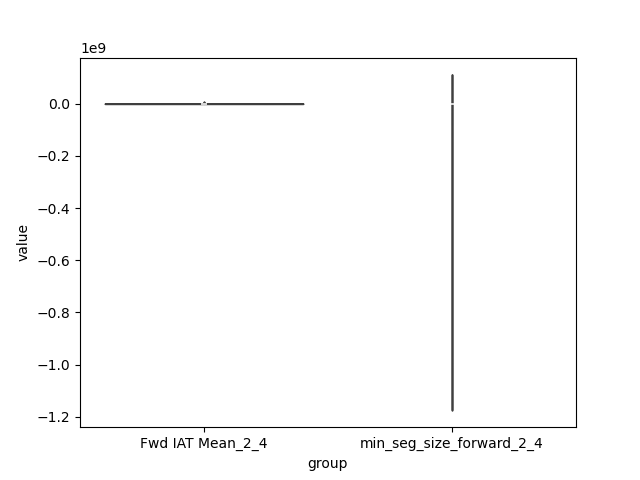 1e9
0.0
−0.2
−0.4
−0.6
−0.8
−1.0
−1.2
value
Fwd IAT Mean_2_4
min_seg_size_forward_2_4
group